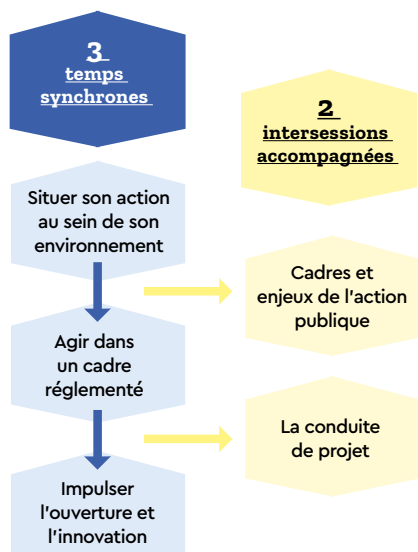 3
temps
synchrones
2
intersessions
accompagnées
Situer son action
au sein de son
environnement
Cadres et
enjeux de l'action
publique
Agir dans
un cadre
réglementé
La conduite
de projet
Impulser
l'ouverture et
l'innovation